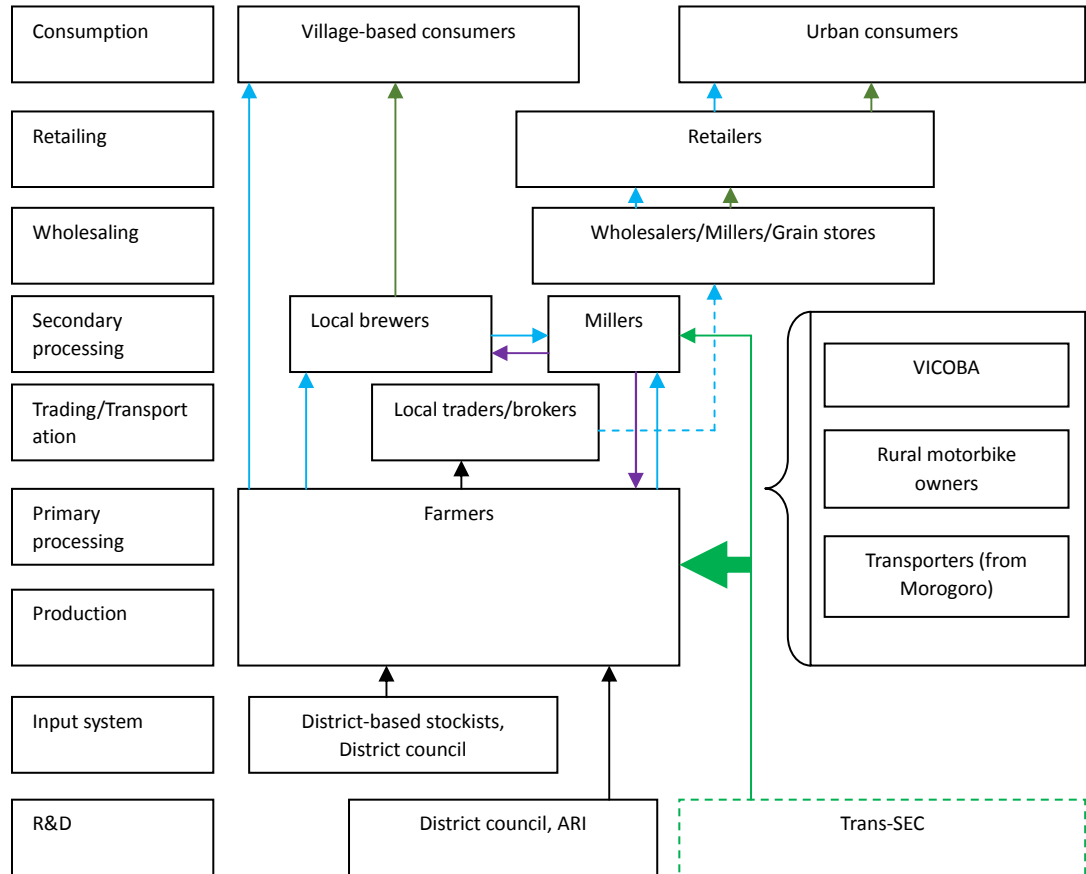 Consumption
Village-based consumers
Urban consumers
Retailing
Retailers
Wholesaling
Wholesalers/Millers/Grain stores
Secondary
processing
Local brewers
Millers
VICOBA
Trading/Transport
ation
Local traders/brokers
Rural motorbike
owners
Primary
processing
Farmers
Transporters (from
Morogoro)
Production
Input system
District-based stockists,
District council
R&D
District council, ARI
Trans-SEC